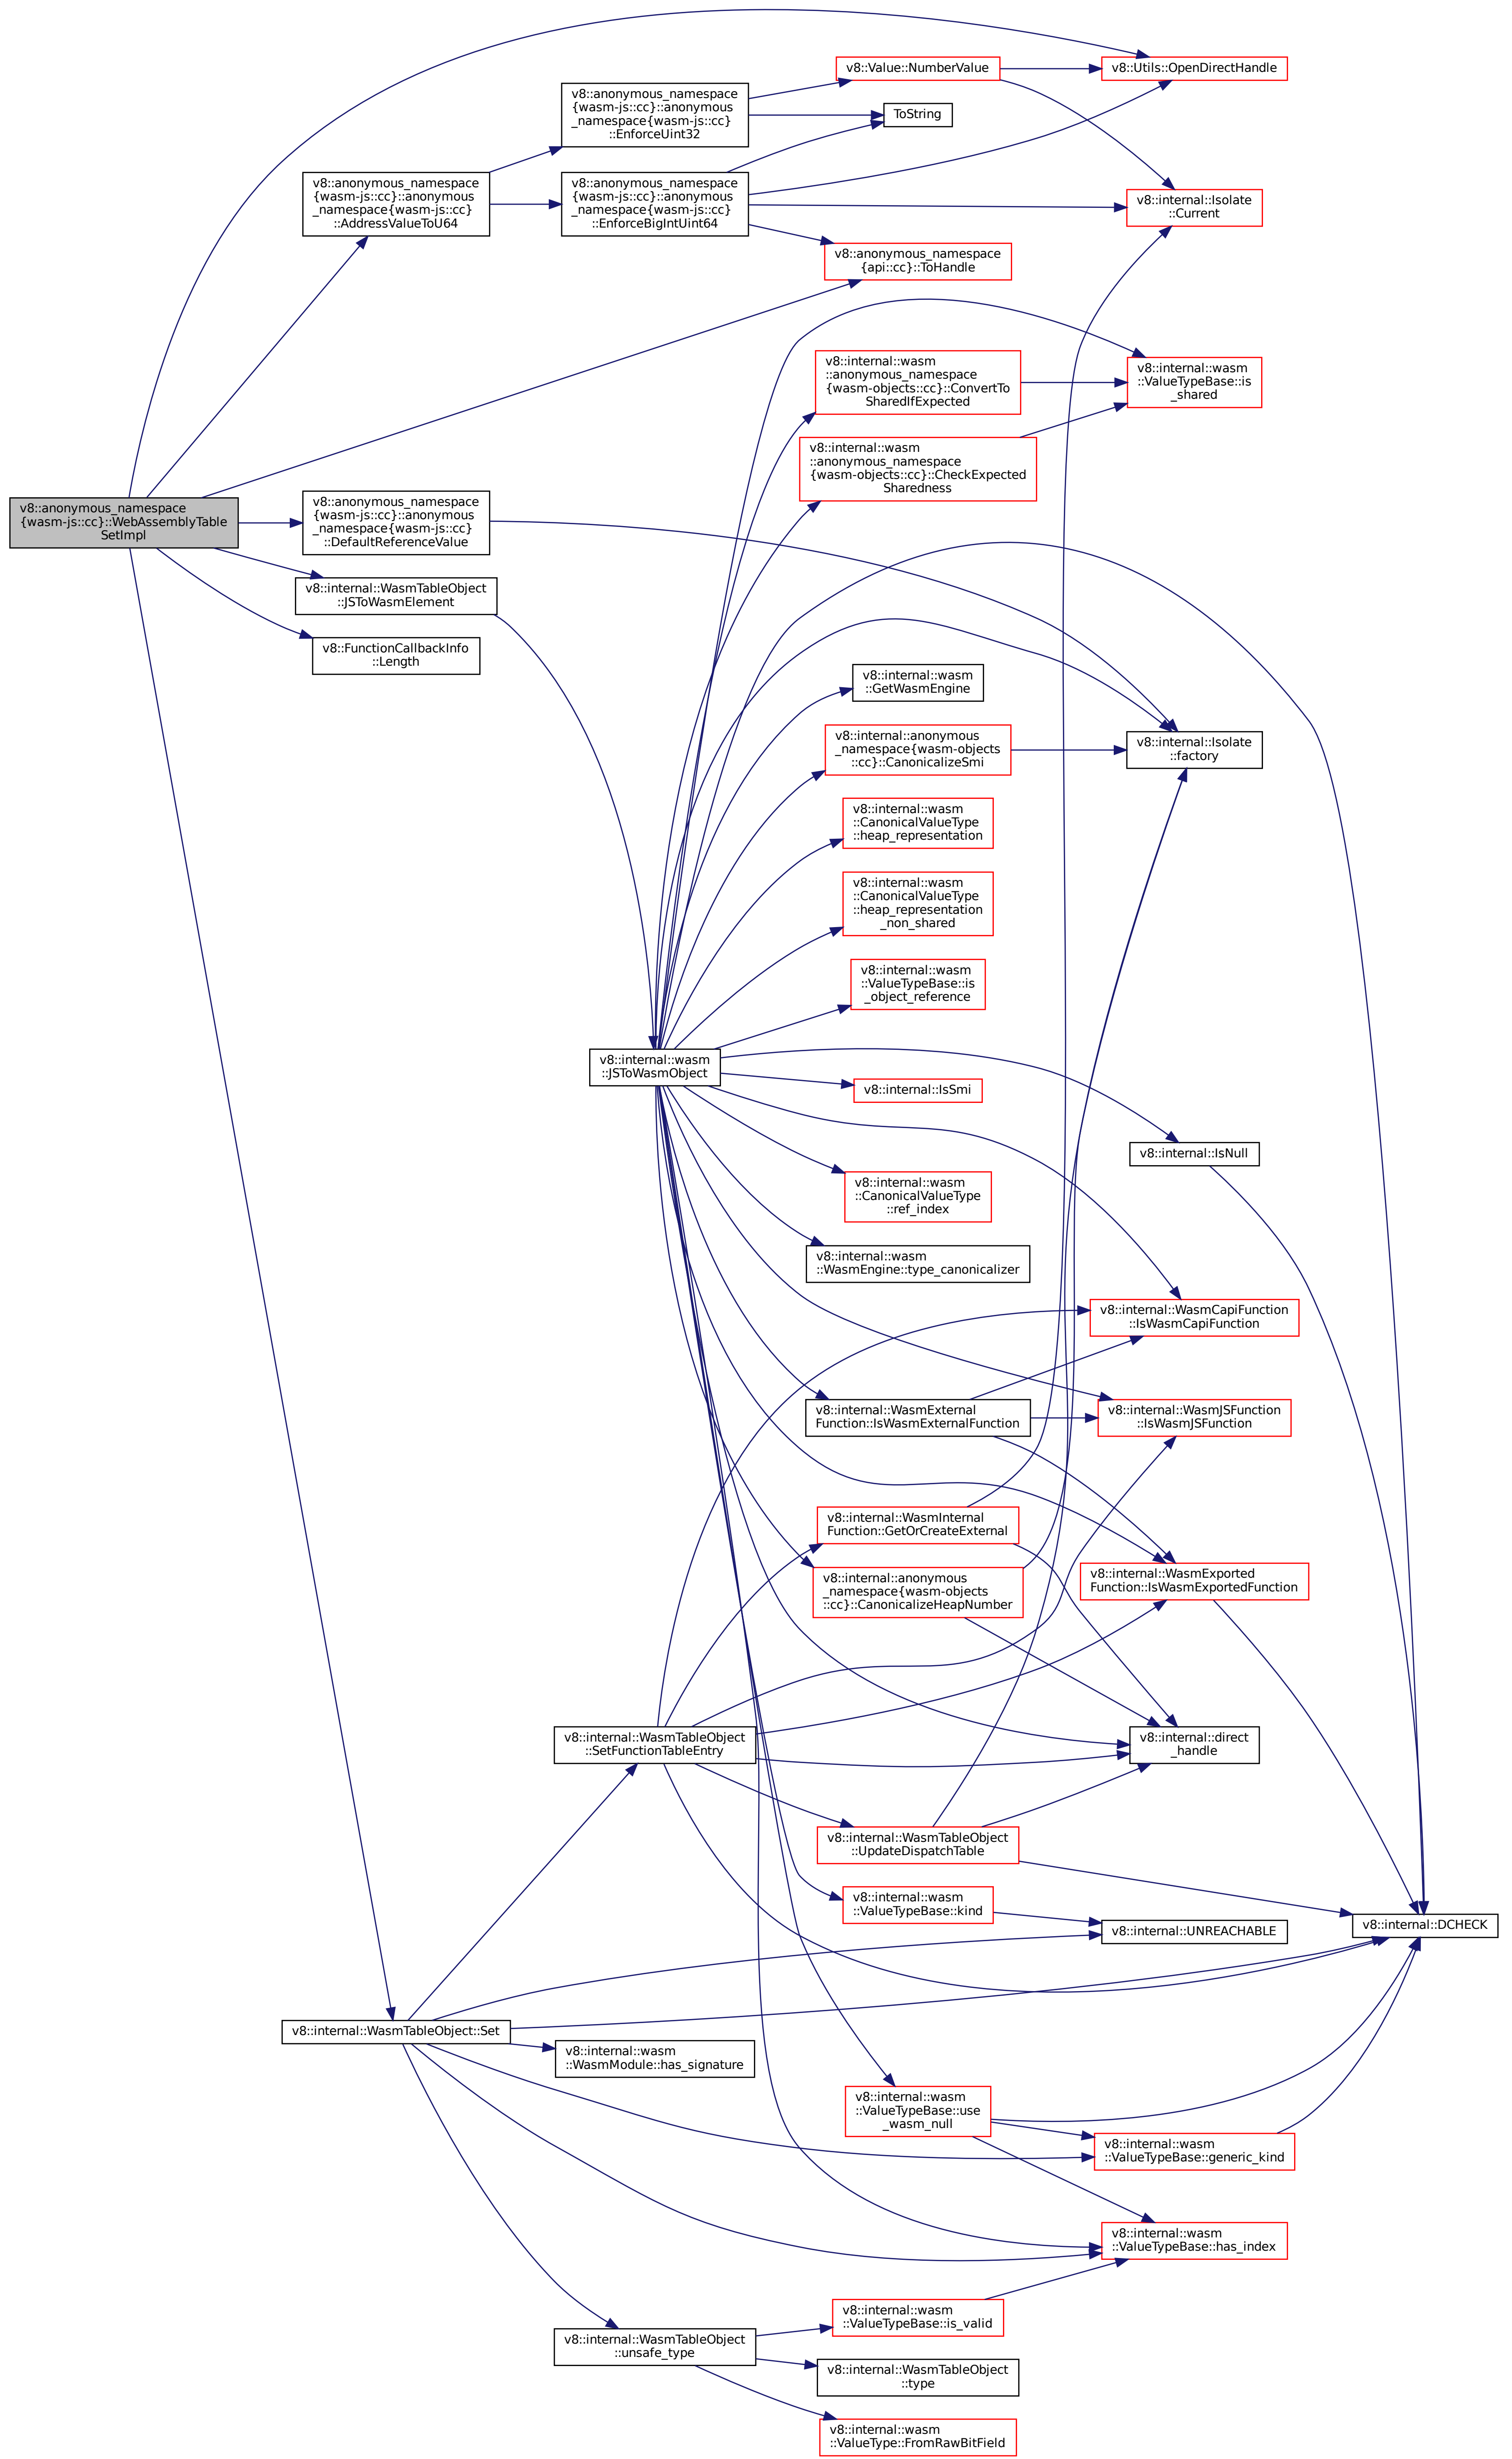 v8::anonymous_namespace
{wasm-js::cc}::WebAssemblyTable
SetImpl
v8::Utils::OpenDirectHandle
v8::anonymous_namespace
{wasm-js::cc}::anonymous
_namespace{wasm-js::cc}
::AddressValueToU64
v8::anonymous_namespace
{wasm-js::cc}::anonymous
_namespace{wasm-js::cc}
::EnforceUint32
v8::Value::NumberValue
ToString
v8::anonymous_namespace
{wasm-js::cc}::anonymous
_namespace{wasm-js::cc}
::EnforceBigIntUint64
v8::internal::Isolate
::Current
v8::anonymous_namespace
{api::cc}::ToHandle
v8::anonymous_namespace
{wasm-js::cc}::anonymous
_namespace{wasm-js::cc}
::DefaultReferenceValue
v8::internal::WasmTableObject
::JSToWasmElement
v8::FunctionCallbackInfo
::Length
v8::internal::wasm
::anonymous_namespace
{wasm-objects::cc}::ConvertTo
SharedIfExpected
v8::internal::wasm
::ValueTypeBase::is
_shared
v8::internal::wasm
::anonymous_namespace
{wasm-objects::cc}::CheckExpected
Sharedness
v8::internal::wasm
::GetWasmEngine
v8::internal::Isolate
::factory
v8::internal::anonymous
_namespace{wasm-objects
::cc}::CanonicalizeSmi
v8::internal::wasm
::CanonicalValueType
::heap_representation
v8::internal::wasm
::CanonicalValueType
::heap_representation
_non_shared
v8::internal::wasm
::ValueTypeBase::is
_object_reference
v8::internal::wasm
::JSToWasmObject
v8::internal::IsSmi
v8::internal::IsNull
v8::internal::wasm
::CanonicalValueType
::ref_index
v8::internal::wasm
::WasmEngine::type_canonicalizer
v8::internal::WasmCapiFunction
::IsWasmCapiFunction
v8::internal::WasmExternal
Function::IsWasmExternalFunction
v8::internal::WasmJSFunction
::IsWasmJSFunction
v8::internal::WasmInternal
Function::GetOrCreateExternal
v8::internal::anonymous
_namespace{wasm-objects
::cc}::CanonicalizeHeapNumber
v8::internal::WasmExported
Function::IsWasmExportedFunction
v8::internal::WasmTableObject
::SetFunctionTableEntry
v8::internal::direct
_handle
v8::internal::WasmTableObject
::UpdateDispatchTable
v8::internal::wasm
::ValueTypeBase::kind
v8::internal::UNREACHABLE
v8::internal::DCHECK
v8::internal::WasmTableObject::Set
v8::internal::wasm
::WasmModule::has_signature
v8::internal::wasm
::ValueTypeBase::use
_wasm_null
v8::internal::wasm
::ValueTypeBase::generic_kind
v8::internal::wasm
::ValueTypeBase::has_index
v8::internal::WasmTableObject
::unsafe_type
v8::internal::wasm
::ValueTypeBase::is_valid
v8::internal::WasmTableObject
::type
v8::internal::wasm
::ValueType::FromRawBitField